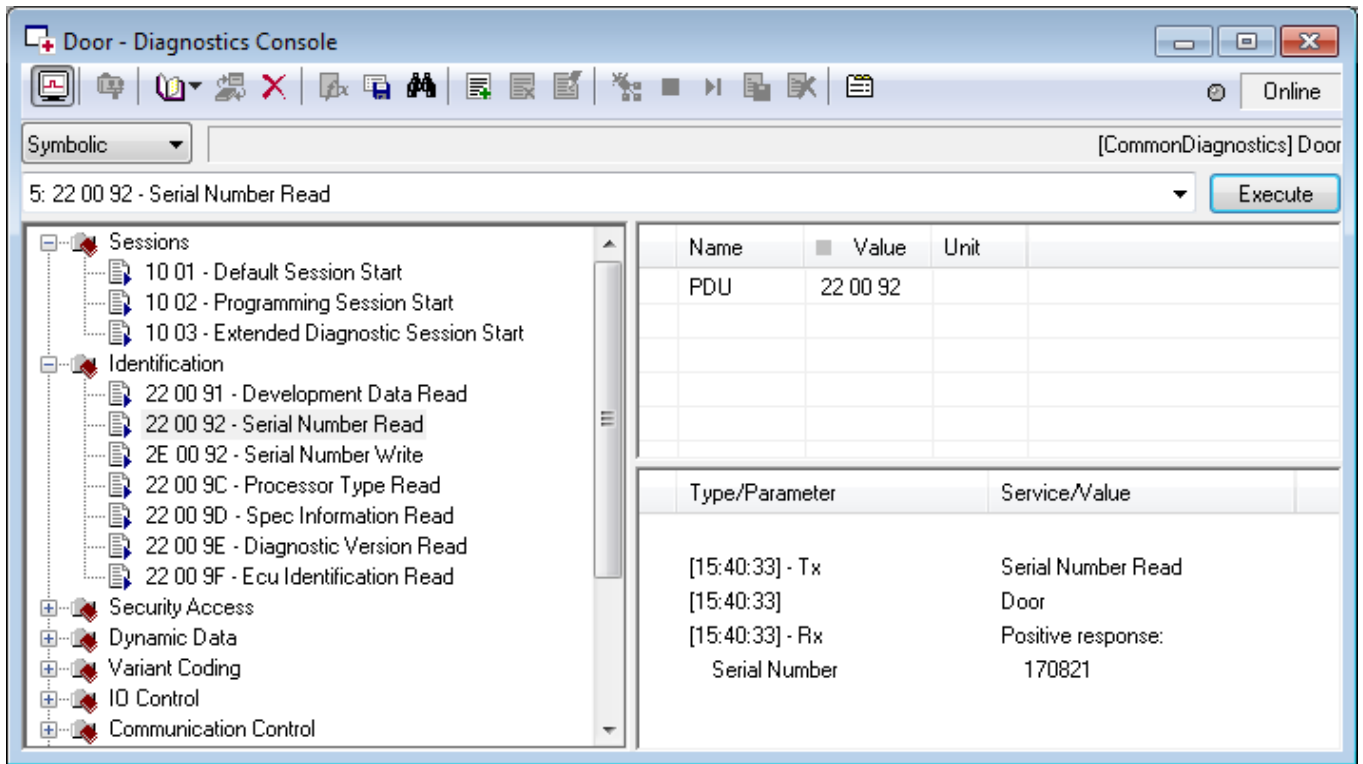 Door - Diagnostics Console
Online
Symbolic
[CommonDiagnostics] Door
5: 22 00 92 - Serial Number Read
Execute
Sessions
10 01 - Default Session Start
10 02 - Programming Session Start
10 03 - Extended Diagnostic Session Start
Identification
22 00 91 - Development Data Read
22 00 92 - Serial Number Read
2E 00 92 - Serial Number Write
22 00 9C - Processor Type Read
22 00 9D - Spec Information Read
22 00 9E - Diagnostic Version Read
22 00 9F - Ecu Identification Read
Security Access
Dynamic Data
Variant Coding
IO Control
Communication Control
Name Value Unit
PDU 22 00 92
Type/Parameter Service/Value
[15:40:33] - Tx Serial Number Read
[15:40:33] Door
[15:40:33] - Rx Positive response:
Serial Number 170821